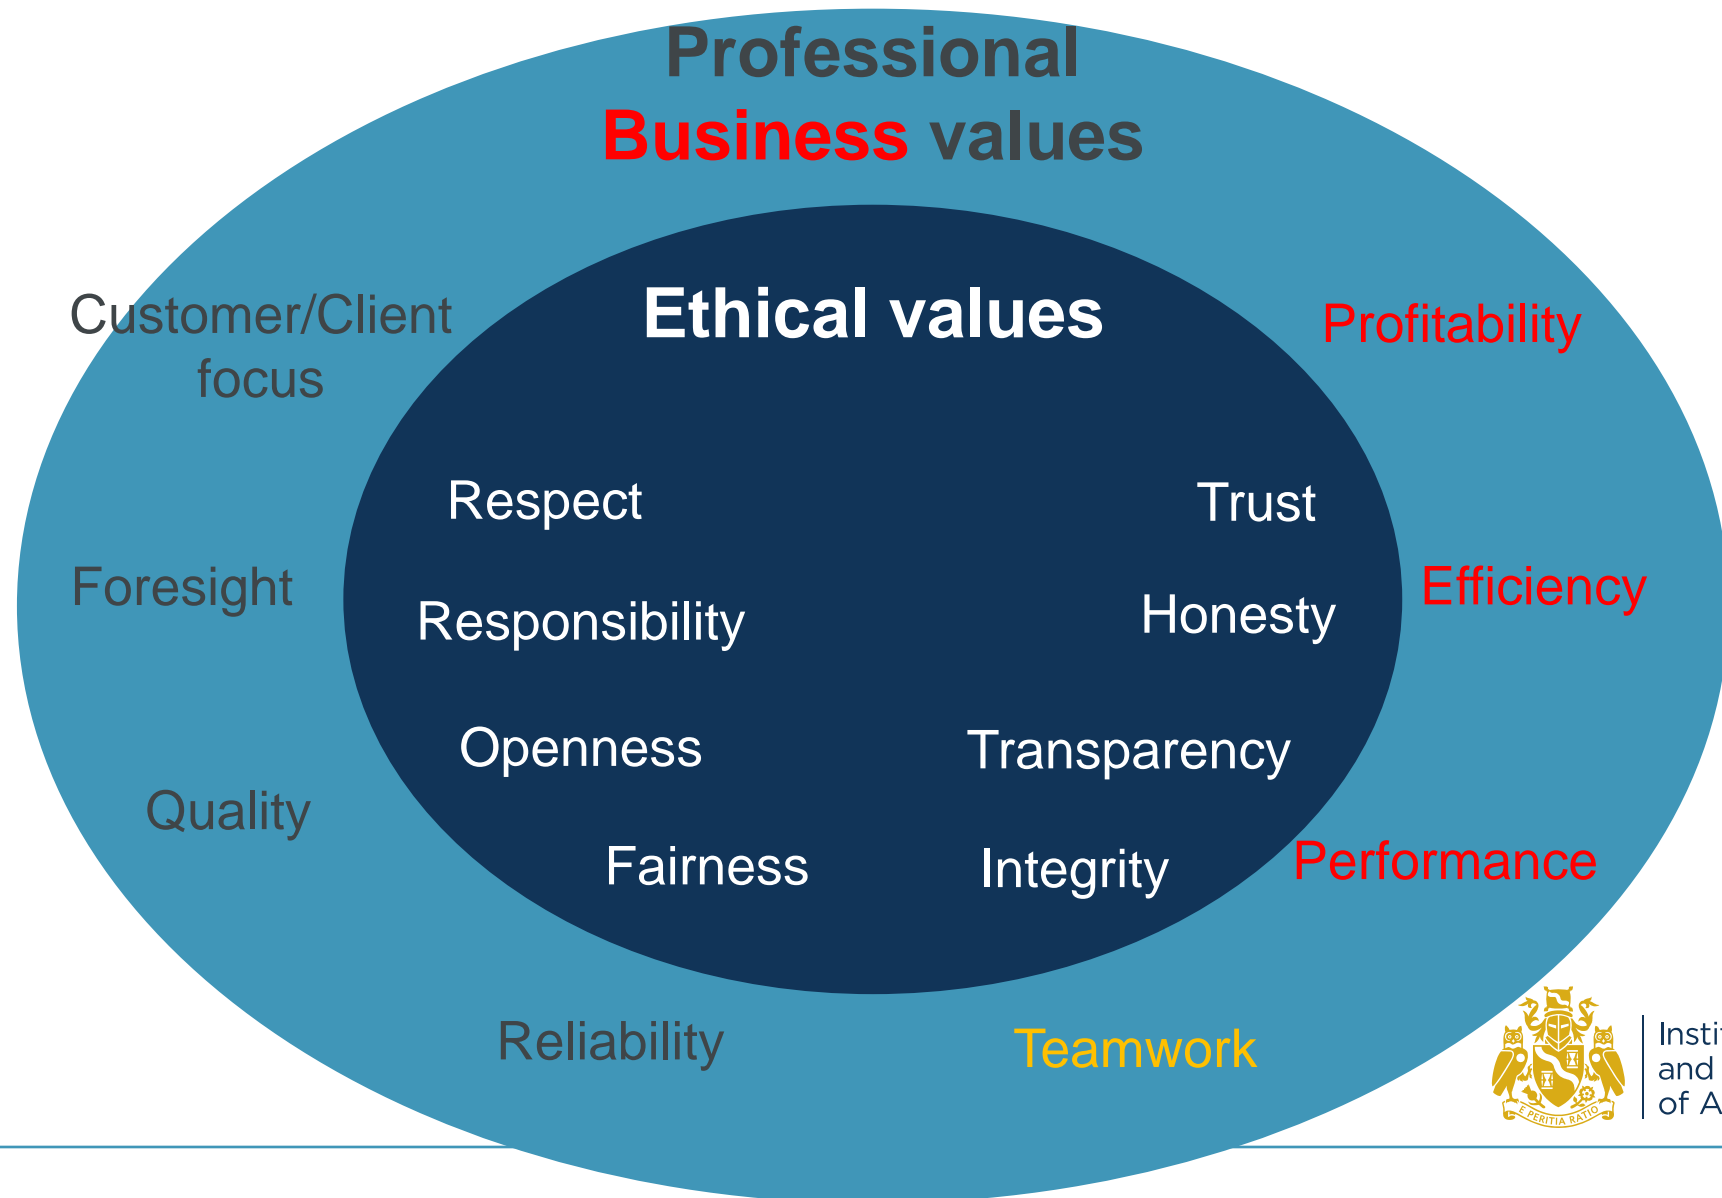 Professional
Business values
Ethical values
Customer/Client
focus
Profitability
Respect
Trust
Foresight
Efficiency
Responsibility
Honesty
Openness
Transparency
Quality
Performance
Fairness
Integrity
Reliability
Teamwork
and
of
E PERITIA RATIO